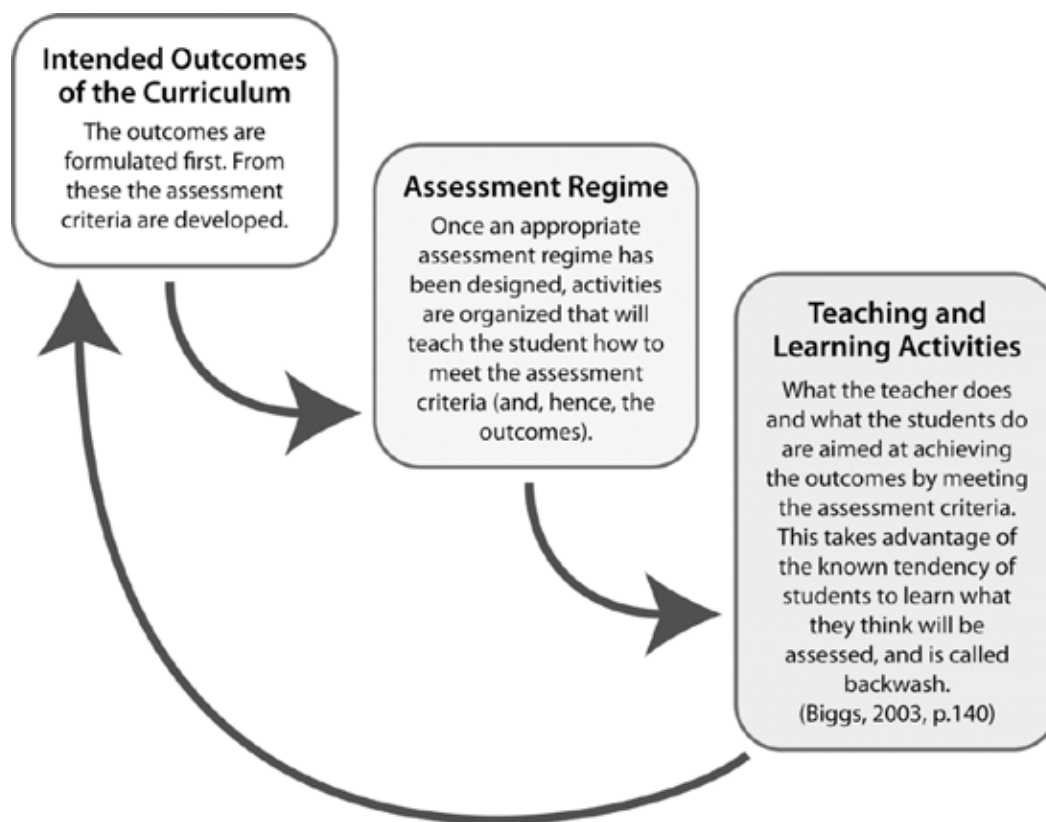 Intended Outcomes
of the Curriculum
The outcomes are
formulated first. From
these the assessment
criteria are developed.
Assessment Regime
Once an appropriate
assessment regime has
been designed, activities
are organized that will
teach the student how to
meet the assessment
criteria (and, hence, the
outcomes).
Teaching and
Learning Activities
What the teacher does
and what the students do
are aimed at achieving
the outcomes by meeting
the assessment criteria.
This takes advantage of
the known tendency of
students to learn what
they think will be
assessed, and is called
backwash.
(Biggs, 2003, p.140)